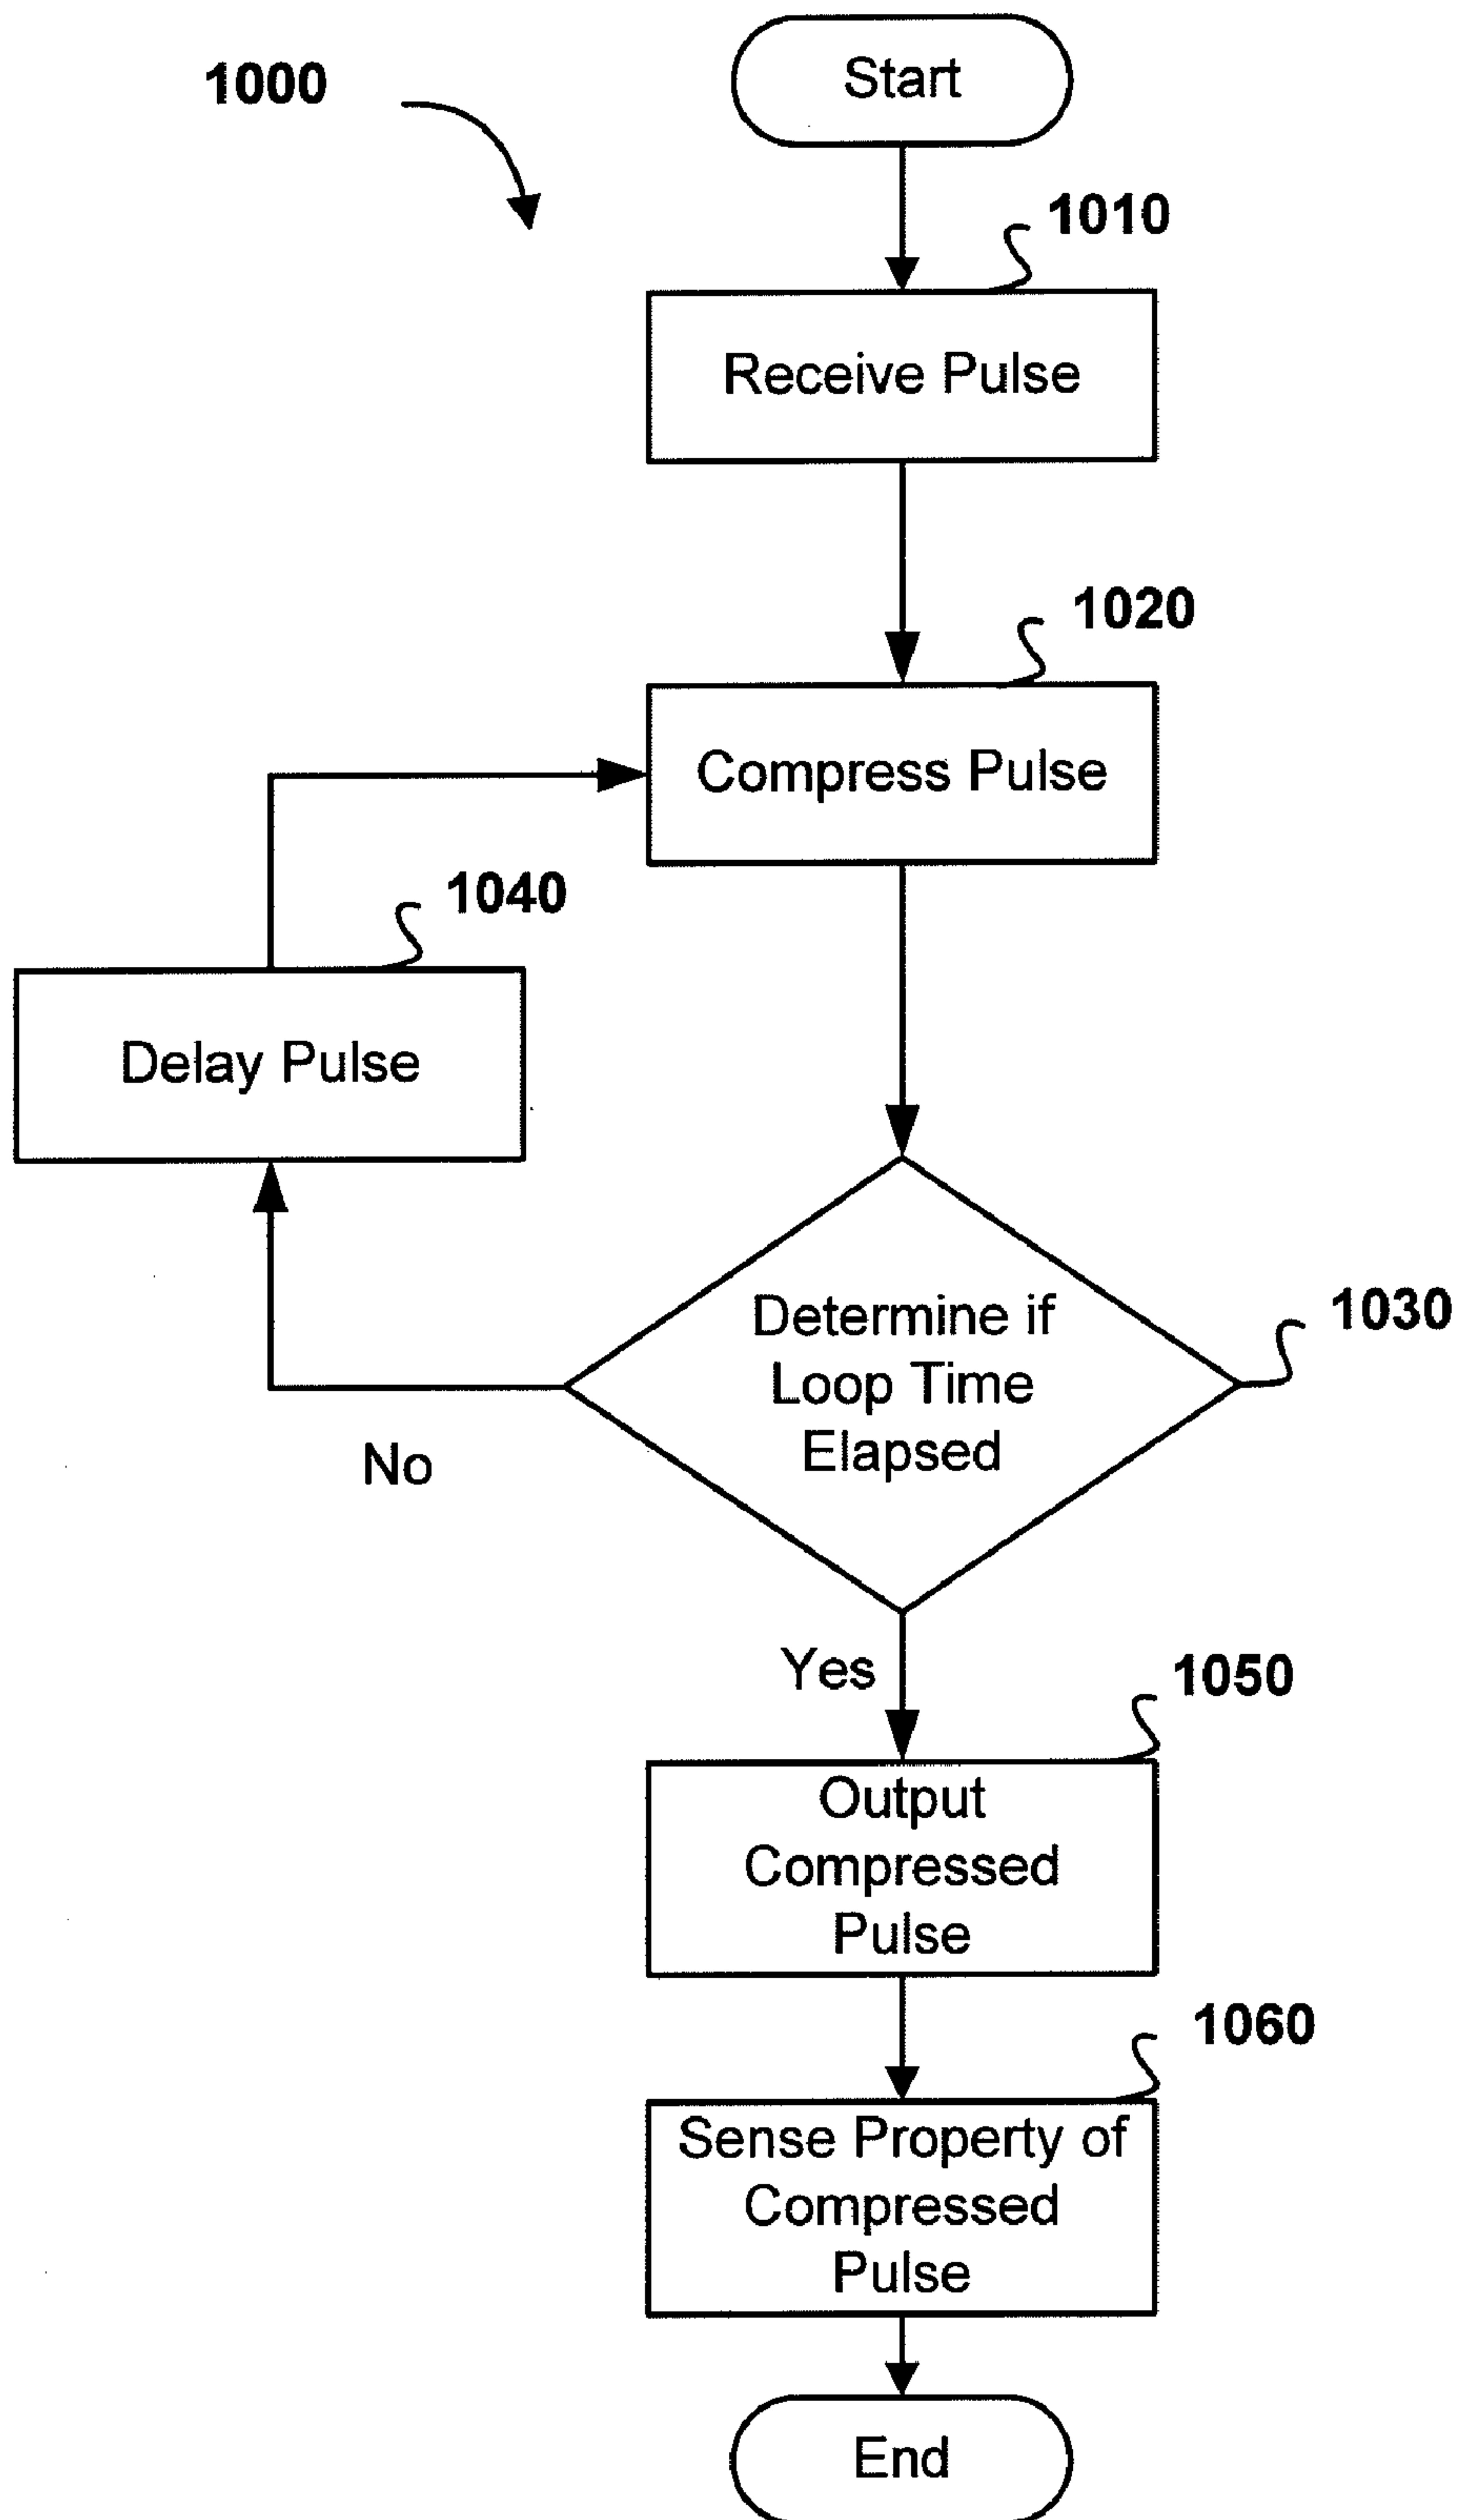 Start
1000
1010
Receive Pulse
1020
Compress Pulse
1040
Delay Pulse
Determine if
Loop Time
Elapsed
1030
No
Yes
1050
Output
Compressed
Pulse
1060
Sense Property of
Compressed
Pulse
End